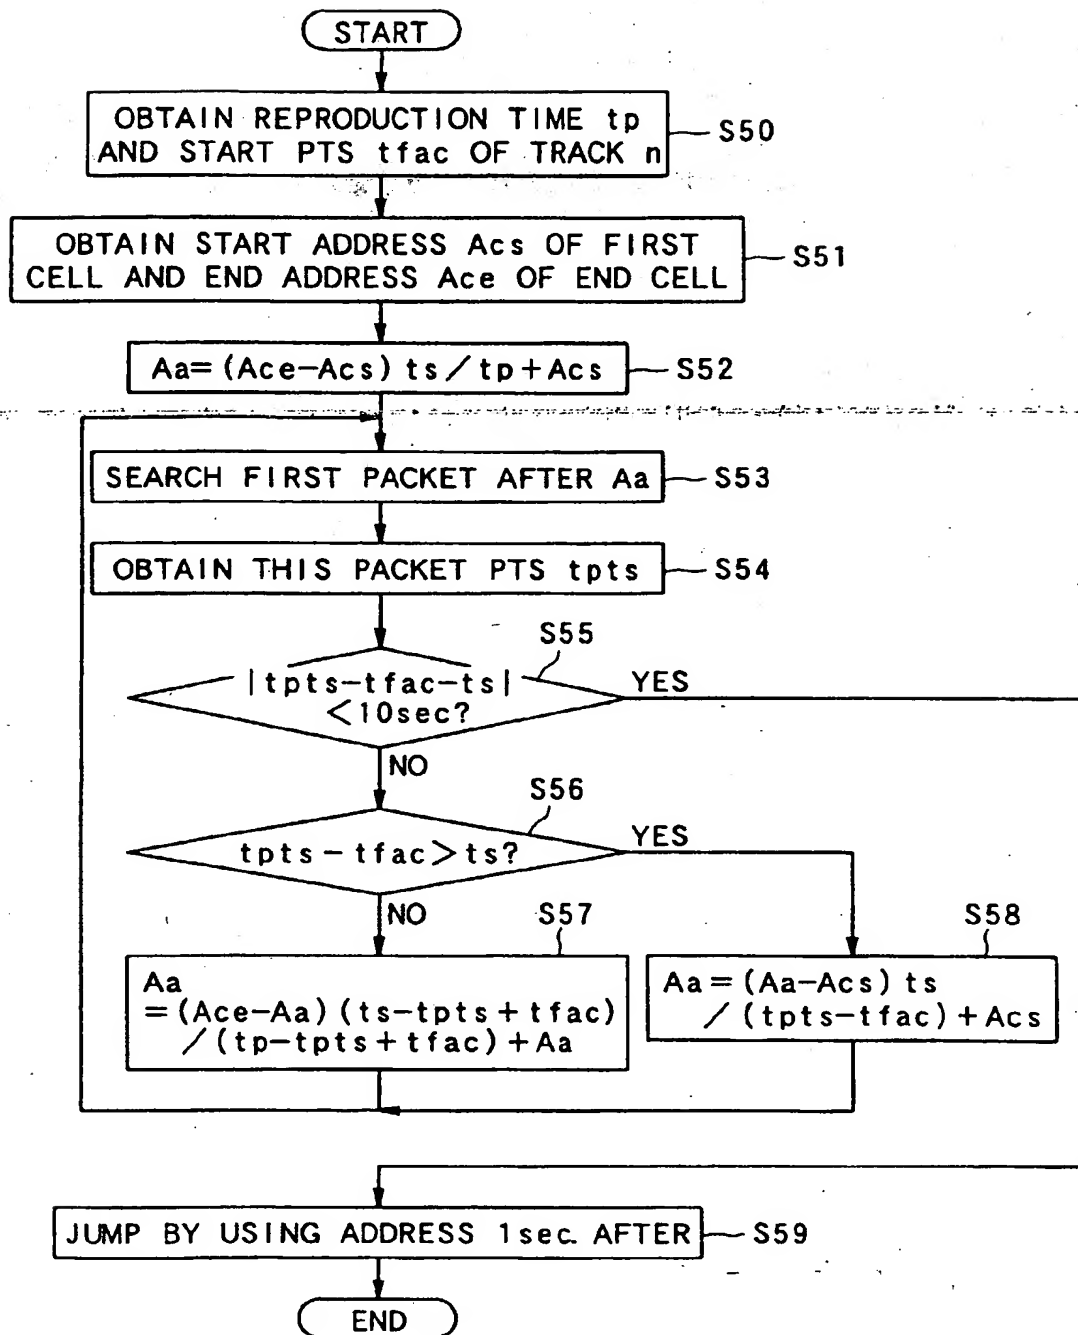 START
OBTAIN REPRODUCTION TIME tp
AND START PTS tfac OF TRACK n
S50
OBTAIN START ADDRESS Acs OF FIRST
CELL AND END ADDRESS Ace OF END CELL
S51
Aa=(Ace-Acs) ts/tp+Acs
S52
SEARCH FIRST PACKET AFTER Aa
S53
OBTAIN THIS PACKET PTS tpts
S54
S55
|tpts-tfac-ts|
<10sec?
YES
NO
S56
tpts-tfac>ts?
YES
NO
S57
Aa
=(Ace-Aa) (ts-tpts+tfac)
/(tp-tpts+tfac)+Aa
S58
Aa=(Aa-Acs) ts
/(tpts-tfac)+Acs
JUMP BY USING ADDRESS 1sec. AFTER
S59
END